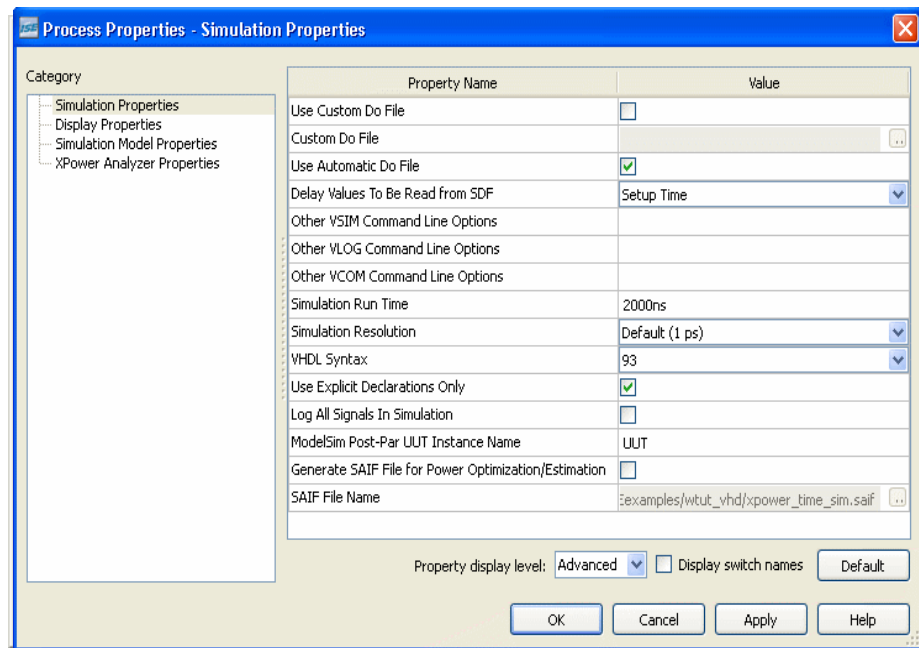 ISE Process Properties - Simulation Properties
Category
Simulation Properties
Display Properties
Simulation Model Properties
XPower Analyzer Properties
Property Name Value
Use Custom Do File
Custom Do File
Use Automatic Do File
Delay Values To Be Read from SDF Setup Time
Other VSIM Command Line Options
Other VLOG Command Line Options
Other VCOM Command Line Options
Simulation Run Time 2000ns
Simulation Resolution Default (1 ps)
VHDL Syntax 93
Use Explicit Declarations Only
Log All Signals In Simulation
ModelSim Post-Par UUT Instance Name UUT
Generate SAIF File for Power Optimization/Estimation
SAIF File Name Eexamples/wtut_vhd/xpower_time_sim.saif ..
Property display level: Advanced Display switch names Default
OK Cancel Apply Help